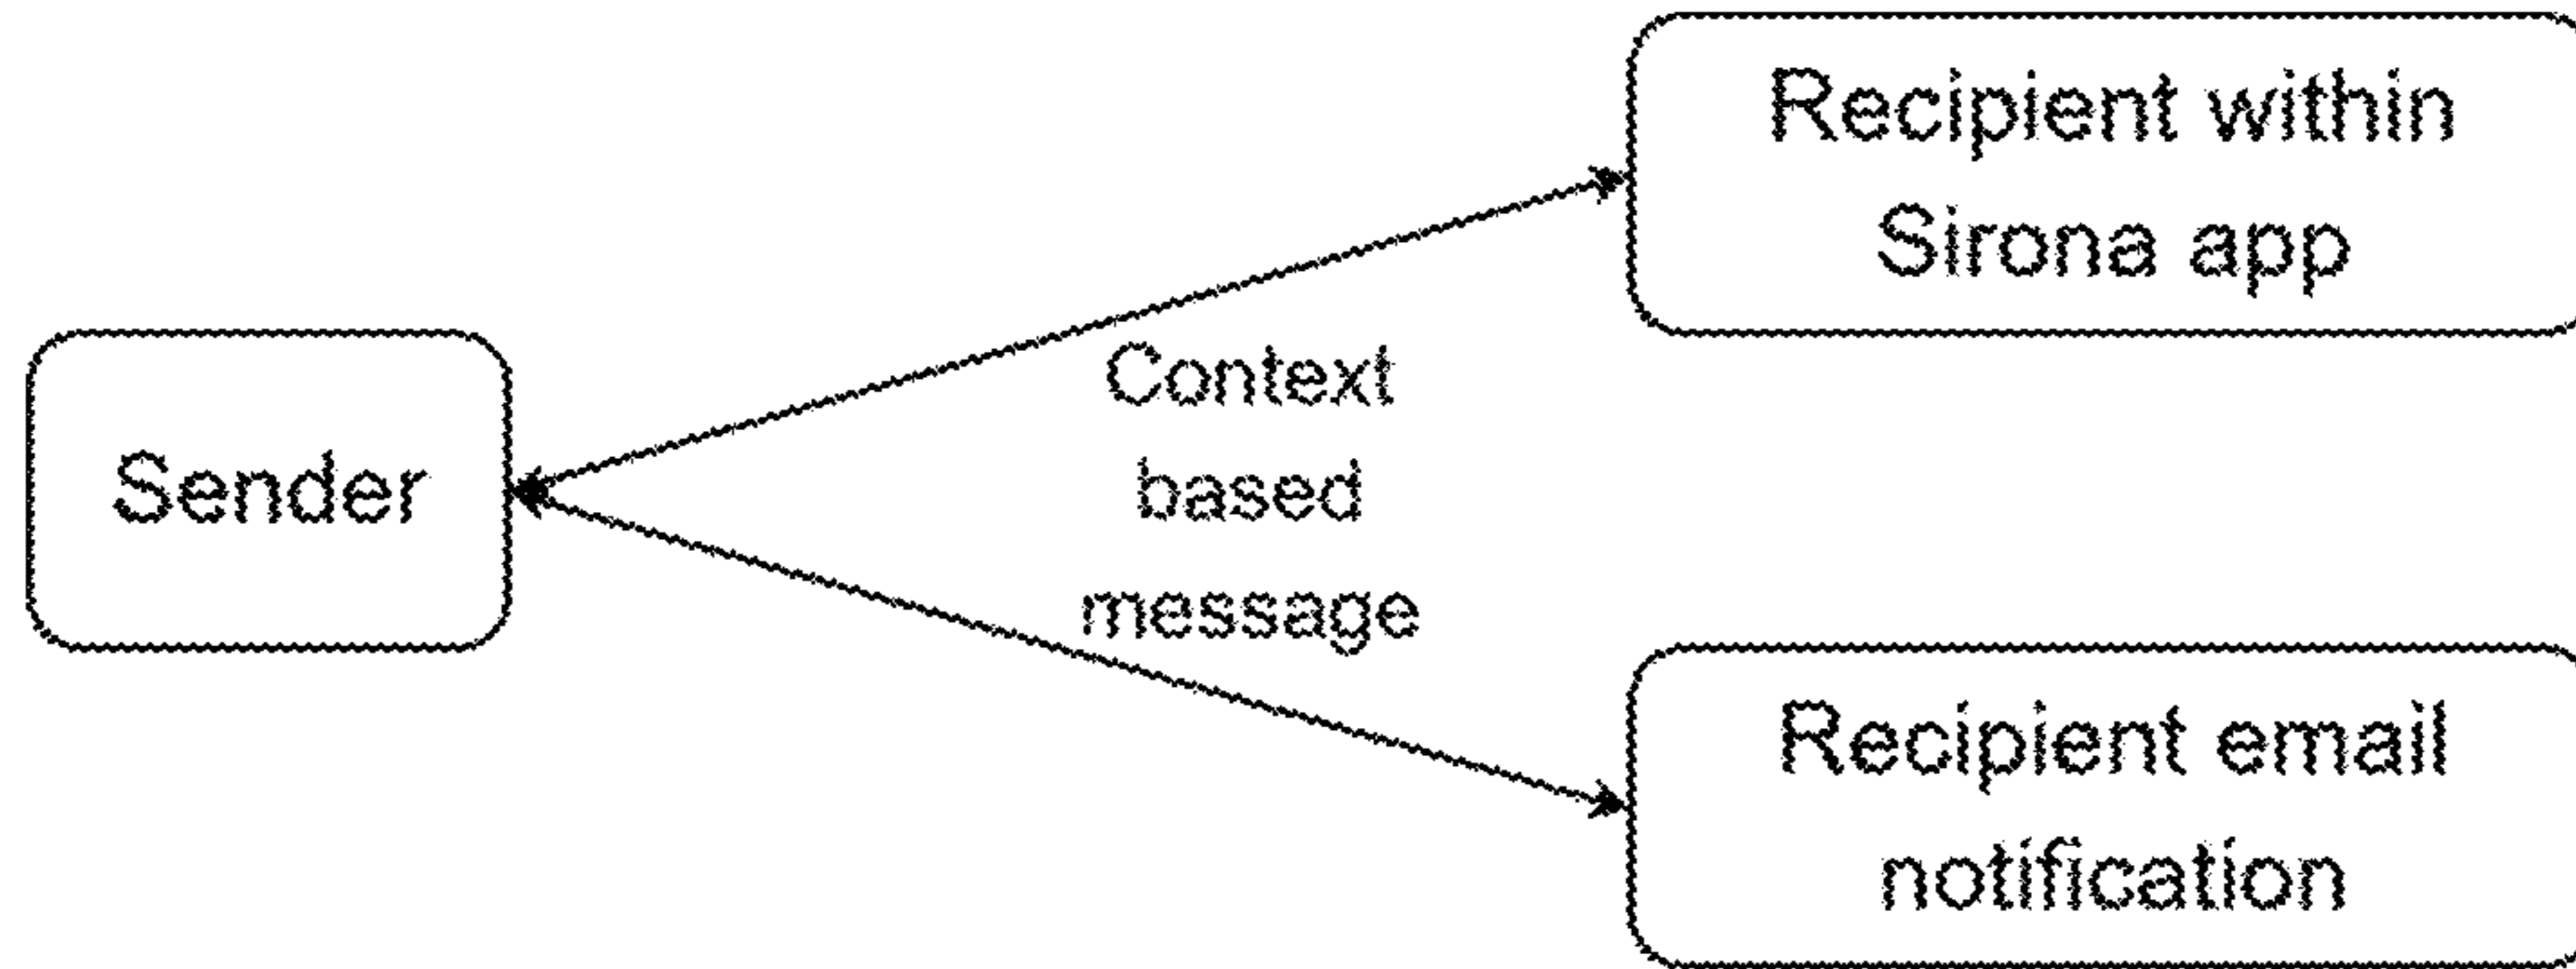 Recipient within
Sirona app
Context
based
message
Sender
Recipient email
notification